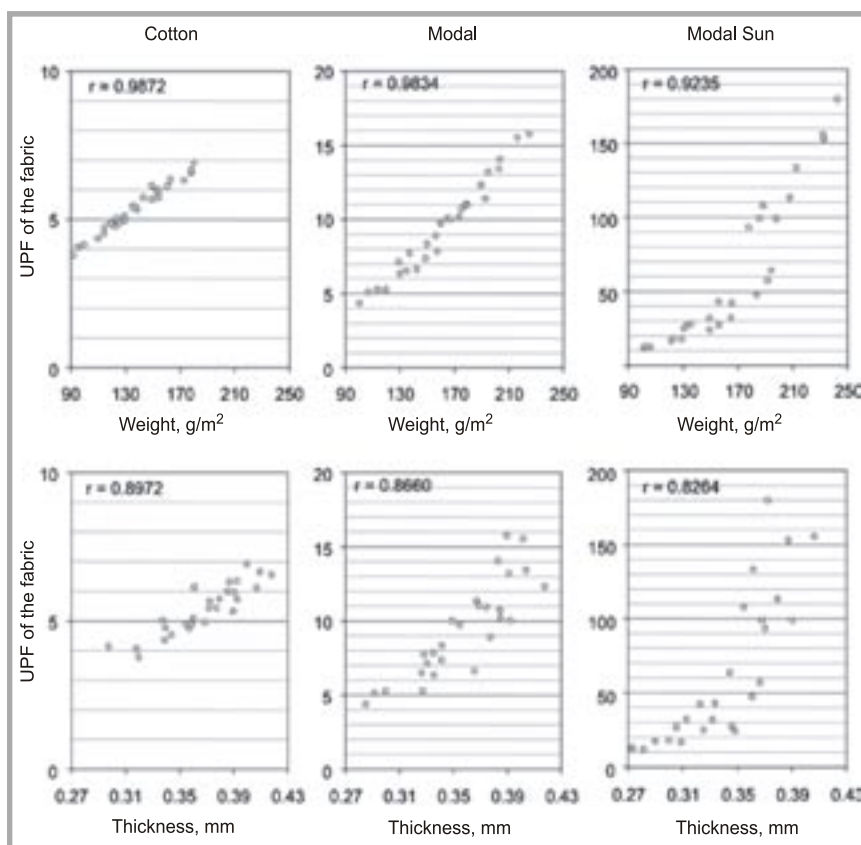 Cotton Modal Modal Sun
r = 0.9872 r = 0.9834 r = 0.9235
UPF of the fabric
10
5
0
20
15
10
5
0
200
150
100
50
90 130 170 210 250 90 130 170 210 250 90 130 170 210 250
Weight, g/m² Weight, g/m² Weight, g/m²
r = 0.8972 r = 0.8660 r = 0.8264
UPF of the fabric
10
5
0
20
15
10
5
0
200
150
100
50
0
0.27 0.31 0.35 0.39 0.43 0.27 0.31 0.35 0.39 0.43 0.27 0.31 0.35 0.39 0.43
Thickness, mm Thickness, mm Thickness, mm